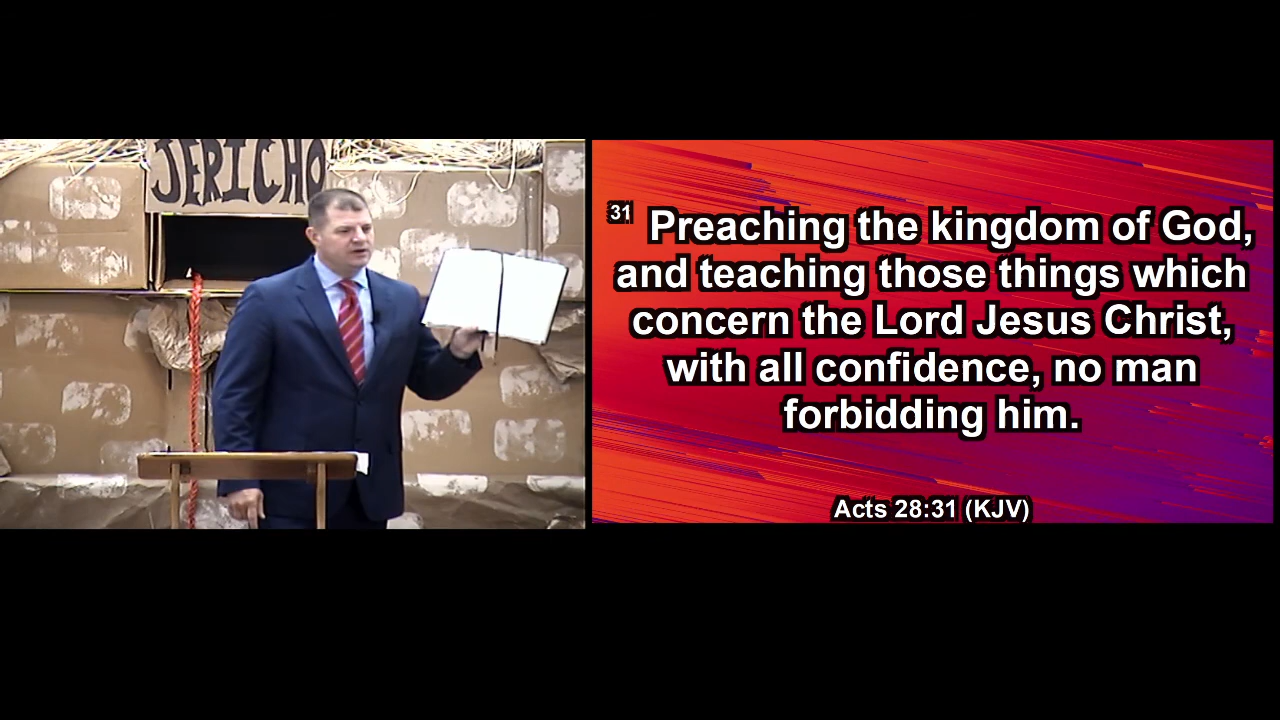 JERICHO
31 Preaching the kingdom of God,
and teaching those things which
concern the Lord Jesus Christ,
with all confidence, no man
forbidding him.
Acts 28:31 (KJV)